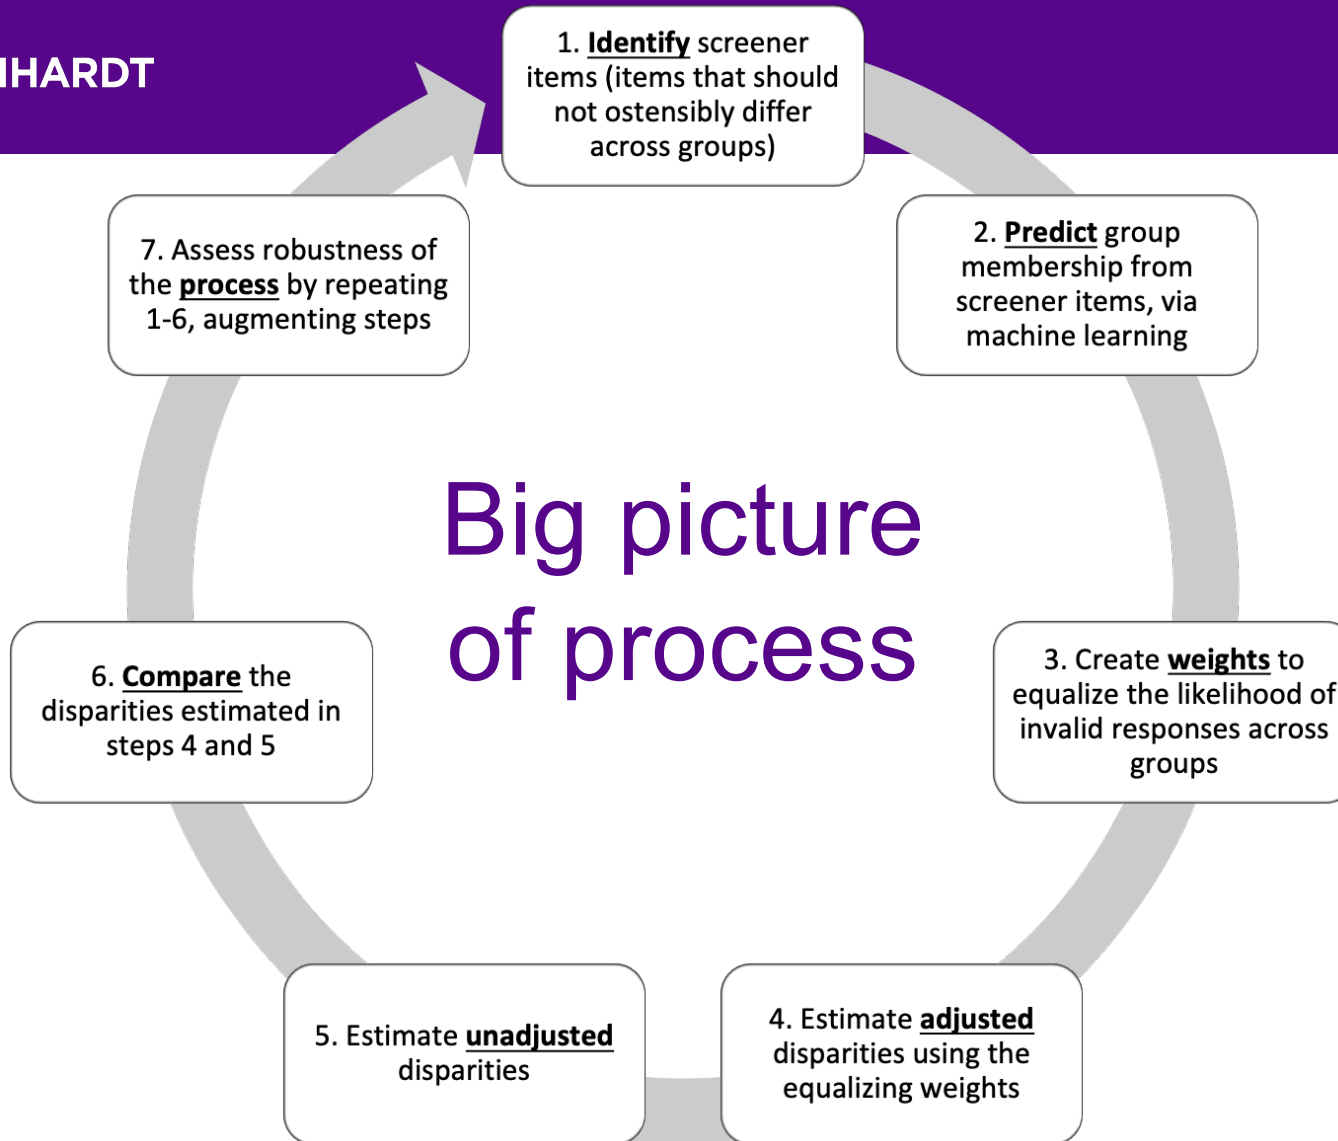 HARDT
1. Identify screener
items (items that should
not ostensibly differ
across groups)
2. Predict group
membership from
screener items, via
machine learning
3. Create weights to
equalize the likelihood of
invalid responses across
groups
4. Estimate adjusted
disparities using the
equalizing weights
5. Estimate unadjusted
disparities
6. Compare the
disparities estimated in
steps 4 and 5
7. Assess robustness of
the process by repeating
1-6, augmenting steps
Big picture
of process